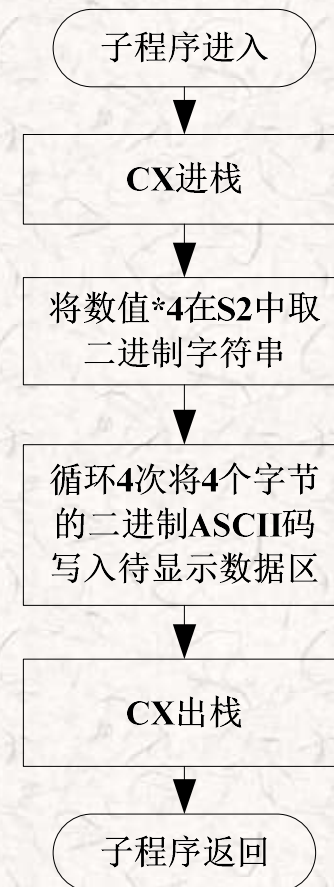 子程序进入
CX进栈
将数值*4在S2中取
二进制字符串
循环4次将4个字节
的二进制ASCII码
写入待显示数据区
CX出栈
子程序返回